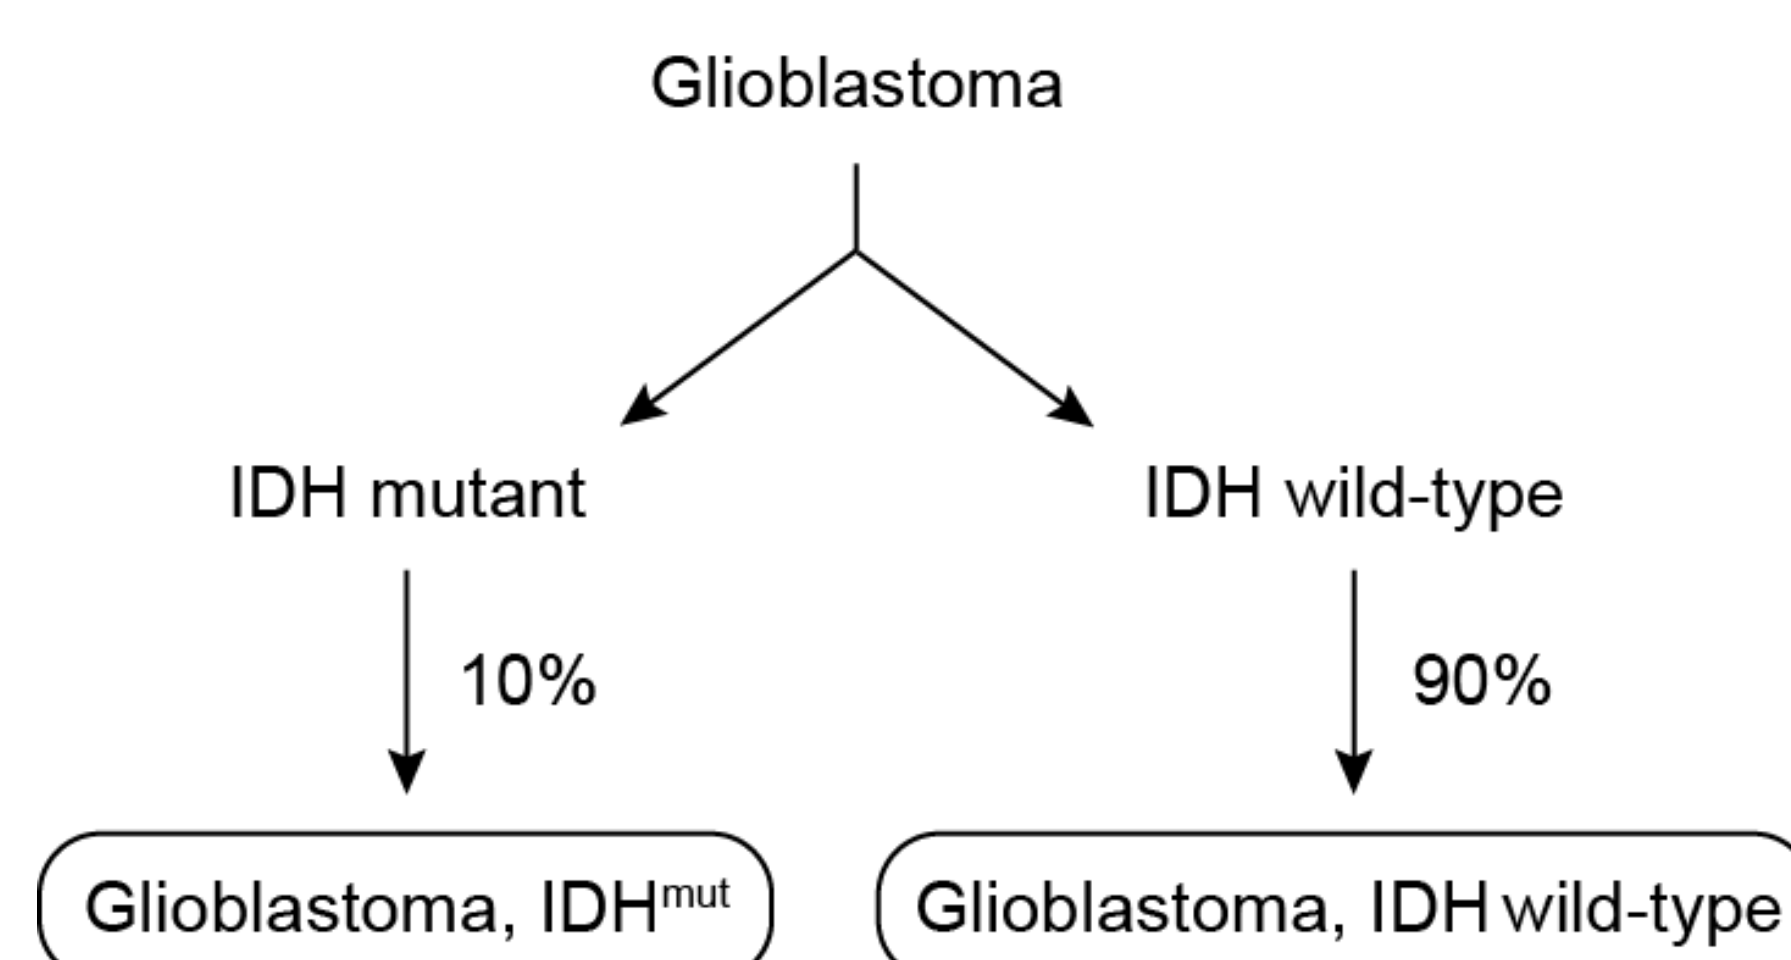 Glioblastoma
IDH mutant
IDH wild-type
10%
90%
Glioblastoma, IDHmut
Glioblastoma, IDH wild-type